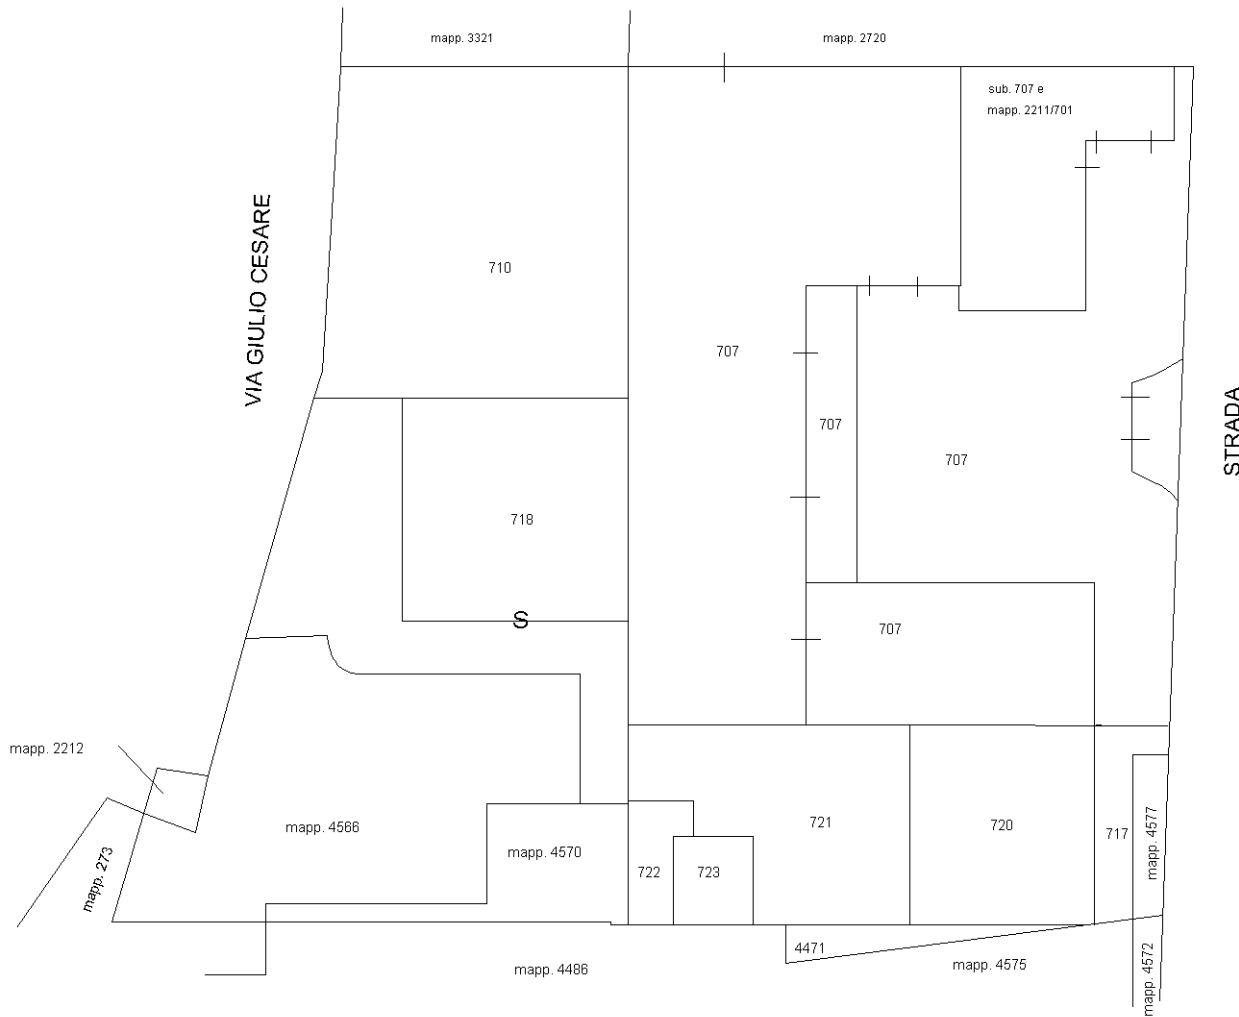 mapp. 3321
mapp. 2720
sub. 707 e
mapp. 2211/701
VIA GIULIO CESARE
710
707
707
707
STRADA
718
S
707
mapp. 2212
mapp. 4566
mapp. 4570
721
720
717
mapp. 4577
722
723
mapp. 273
4471
mapp. 4486
mapp. 4575
mapp. 4572